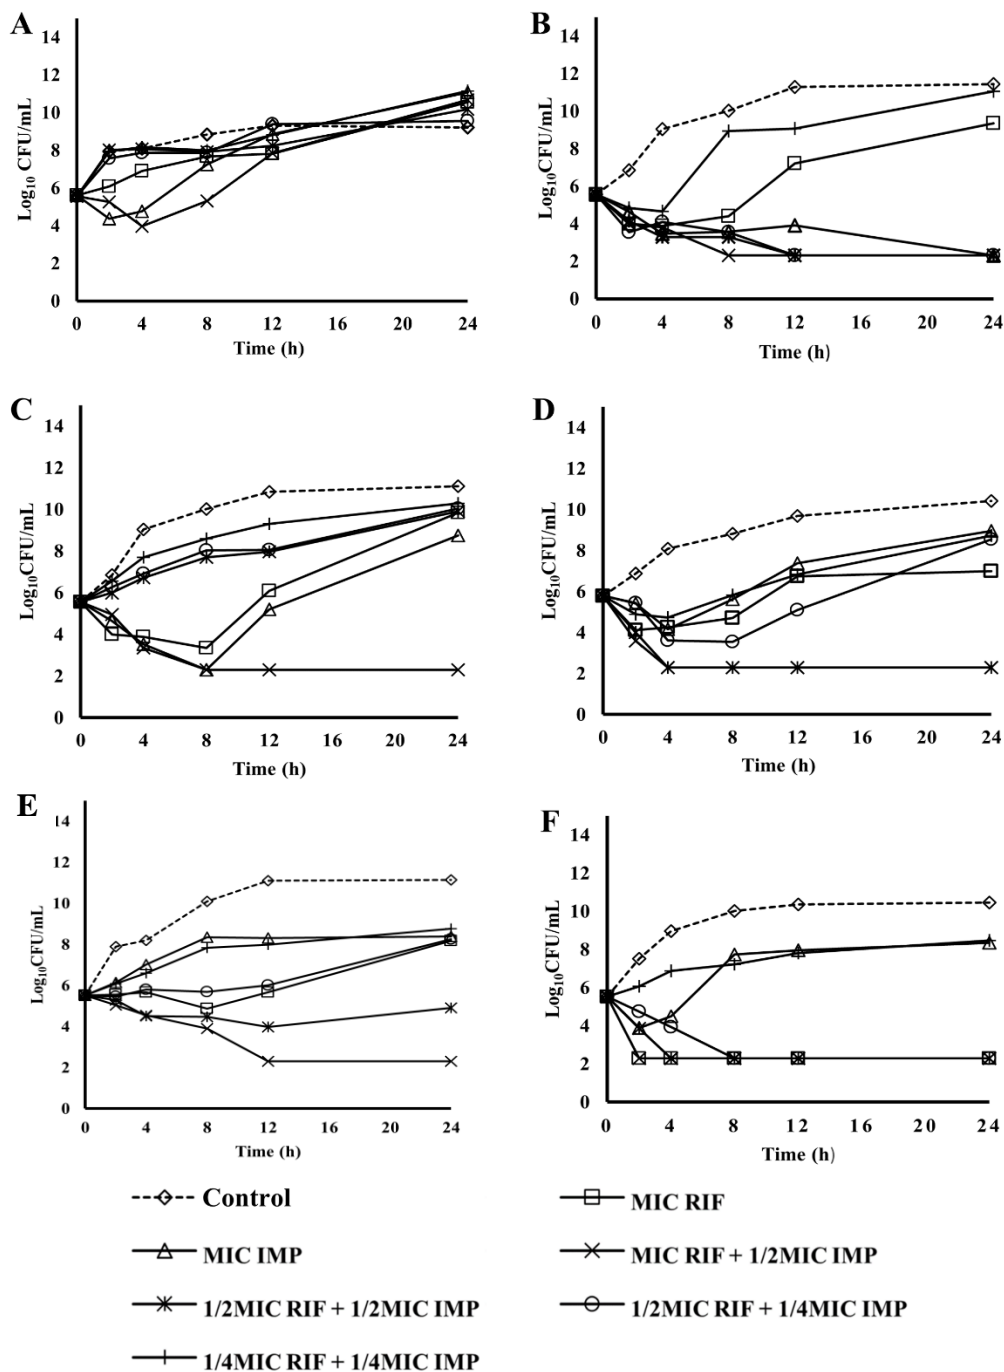 A
14
12
10
8
6
4
2
0
Log₁₀ CFU/mL
0 4 8 12 16 20 24
Time (h)
B
14
12
10
8
6
4
2
0
Log₁₀ CFU/mL
0 4 8 12 16 20 24
Time (h)
C
14
12
10
8
6
4
2
0
Log₁₀CFU/mL
0 4 8 12 16 20 24
Time (h)
D
14
12
10
8
6
4
2
0
Log₁₀CFU/mL
0 4 8 12 16 20 24
Time (h)
E
14
12
10
8
6
4
2
0
Log₁₀CFU/mL
0 4 8 12 16 20 24
Time (h)
F
14
12
10
8
6
4
2
0
Log₁₀CFU/mL
0 4 8 12 16 20 24
Time (h)
Control
MIC RIF
MIC IMP
MIC RIF + 1/2MIC IMP
1/2MIC RIF + 1/2MIC IMP
1/2MIC RIF + 1/4MIC IMP
1/4MIC RIF + 1/4MIC IMP